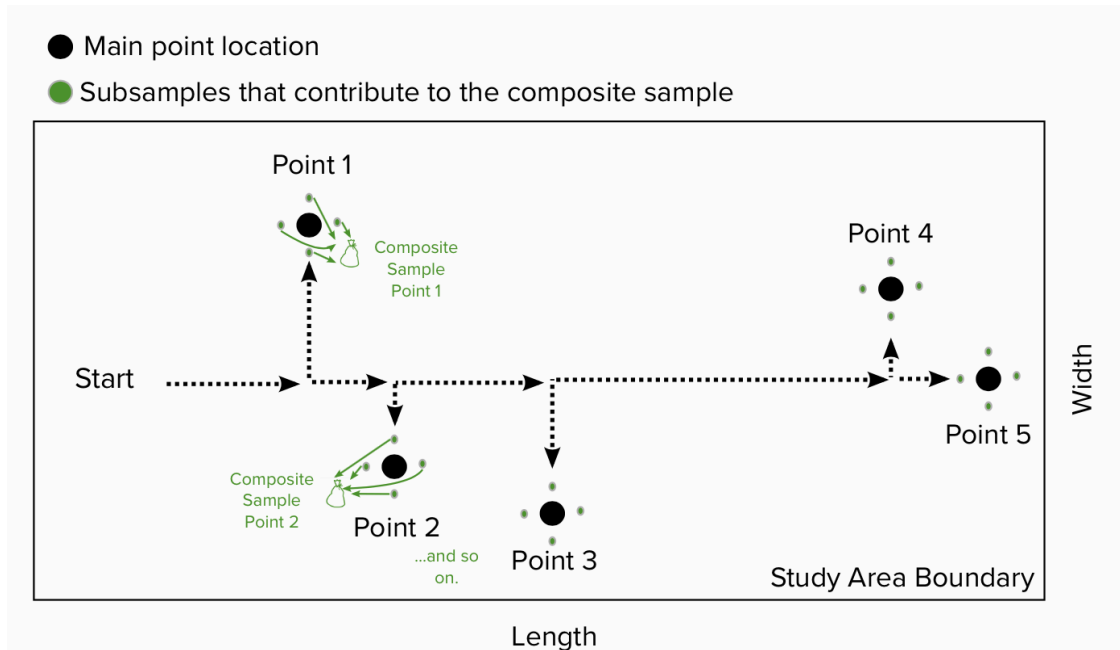 Main point location
Subsamples that contribute to the composite sample
Point 1
Composite
Sample
Point 1
Point 4
Start
Width
Point 5
Composite
Sample
Point 2
Point 2
...and so
on.
Point 3
Study Area Boundary
Length